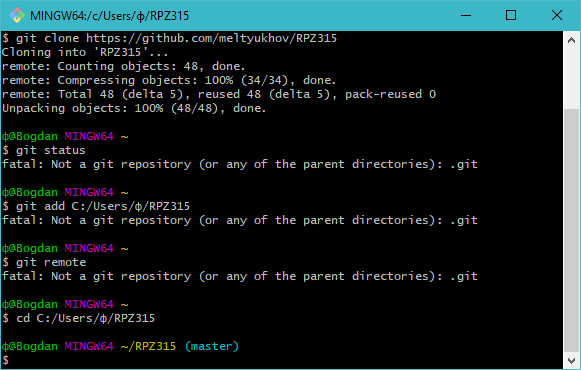 MINGW64:/c/Users/ф/RPZ315
$ git clone https://github.com/meltyukhov/RPZ315
Cloning into 'RPZ315'...
remote: Counting objects: 48, done.
remote: Compressing objects: 100% (34/34), done.
remote: Total 48 (delta 5), reused 48 (delta 5), pack-reused 0
Unpacking objects: 100% (48/48), done.
ф@Bogdan MINGW64 ~
$ git status
fatal: Not a git repository (or any of the parent directories): .git
ф@Bogdan MINGW64 ~
$ git add C:/Users/ф/RPZ315
fatal: Not a git repository (or any of the parent directories): .git
ф@Bogdan MINGW64 ~
$ git remote
fatal: Not a git repository (or any of the parent directories): .git
ф@Bogdan MINGW64 ~
$ cd C:/Users/ф/RPZ315
ф@Bogdan MINGW64 ~/RPZ315 (master)
$